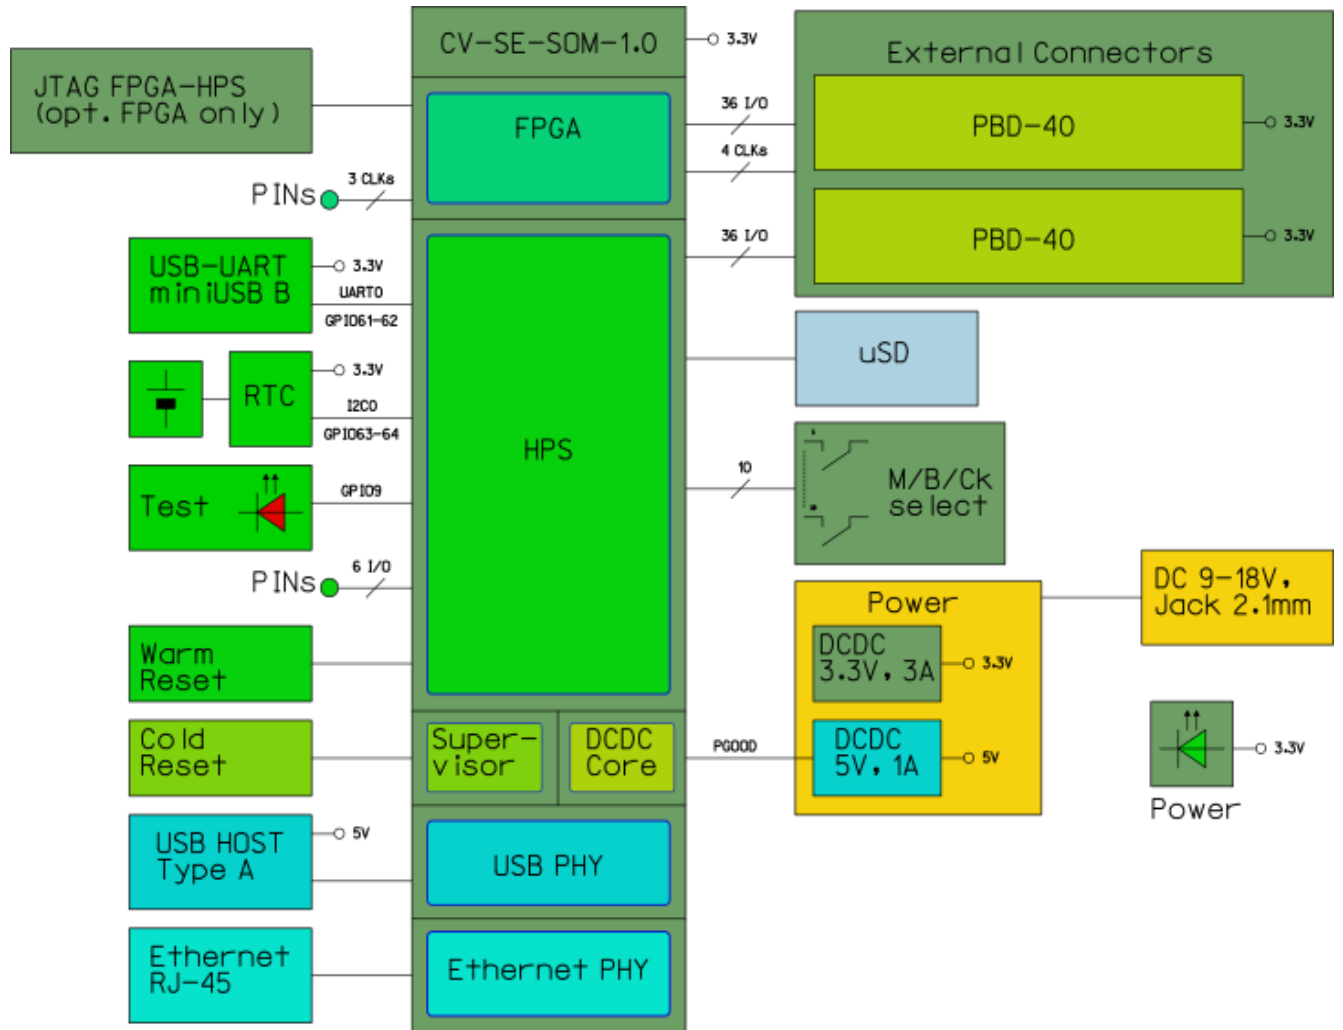 CV-SE-SOM-1.0
3.3V
JTAG FPGA-HPS
(opt. FPGA only)
FPGA
PINs
3 CLKs
36 I/O
4 CLKs
36 I/O
External Connectors
PBD-40
3.3V
PBD-40
3.3V
USB-UART
miniUSB B
3.3V
UART0
GPIO61-62
RTC
3.3V
I2C0
GPIO63-64
Test
GPIO9
PINs
6 I/O
HPS
uSD
10
M/B/Ck
select
Warm
Reset
Cold
Reset
Super-
visor
DCDC
Core
PGOOD
Power
DCDC
3.3V, 3A
3.3V
DCDC
5V, 1A
5V
DC 9-18V,
Jack 2.1mm
3.3V
Power
USB HOST
Type A
5V
USB PHY
Ethernet
RJ-45
Ethernet PHY